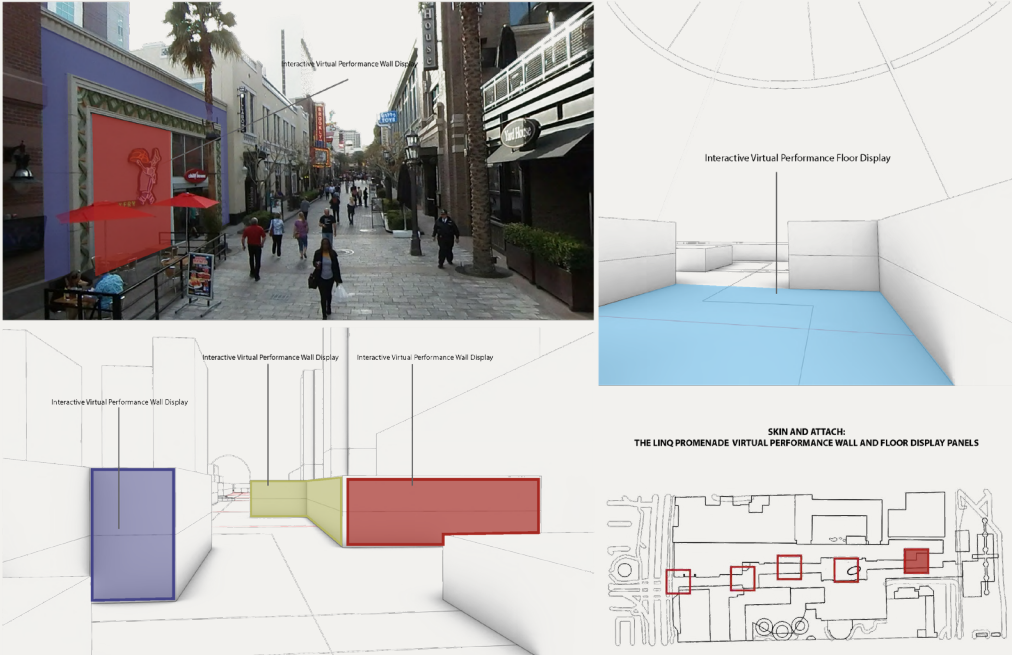 Interactive Virtual Performance Wall Display
House
Yard House
Interactive Virtual Performance Floor Display
Interactive Virtual Performance Wall Display
Interactive Virtual Performance Wall Display
Interactive Virtual Performance Wall Display
SKIN AND ATTACH:
THE LINQ PROMENADE VIRTUAL PERFORMANCE WALL AND FLOOR DISPLAY PANELS